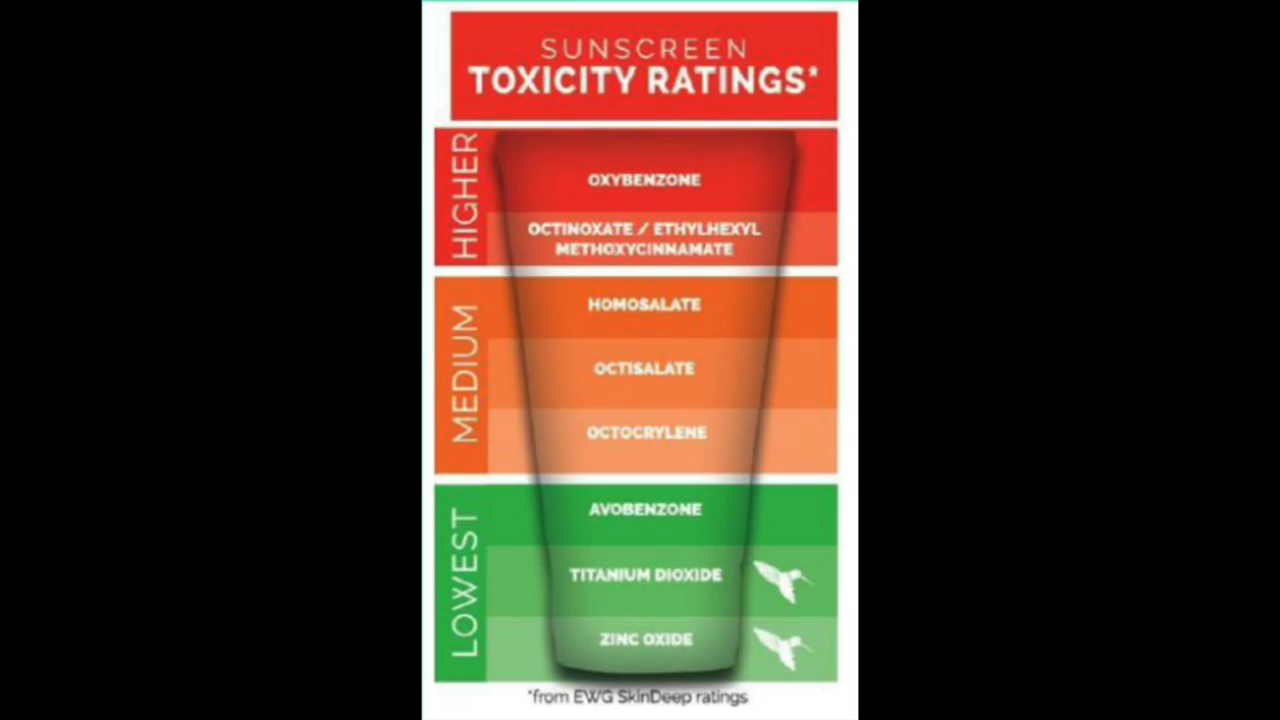 SUNSCREEN
TOXICITY RATINGS*
HIGHER
OXYBENZONE
OCTINOXATE / ETHYLHEXYL
METHOXYCINNAMATE
MEDIUM
HOMOSALATE
OCTISALATE
OCTOCRYLENE
LOWEST
AVOBENZONE
TITANIUM DIOXIDE
ZINC OXIDE
*from EWG SkinDeep ratings